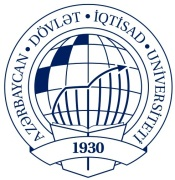 AZƏRBAYCAN • DÖVLƏT • İQTİSAD • UNİVERSİTETİ
1930